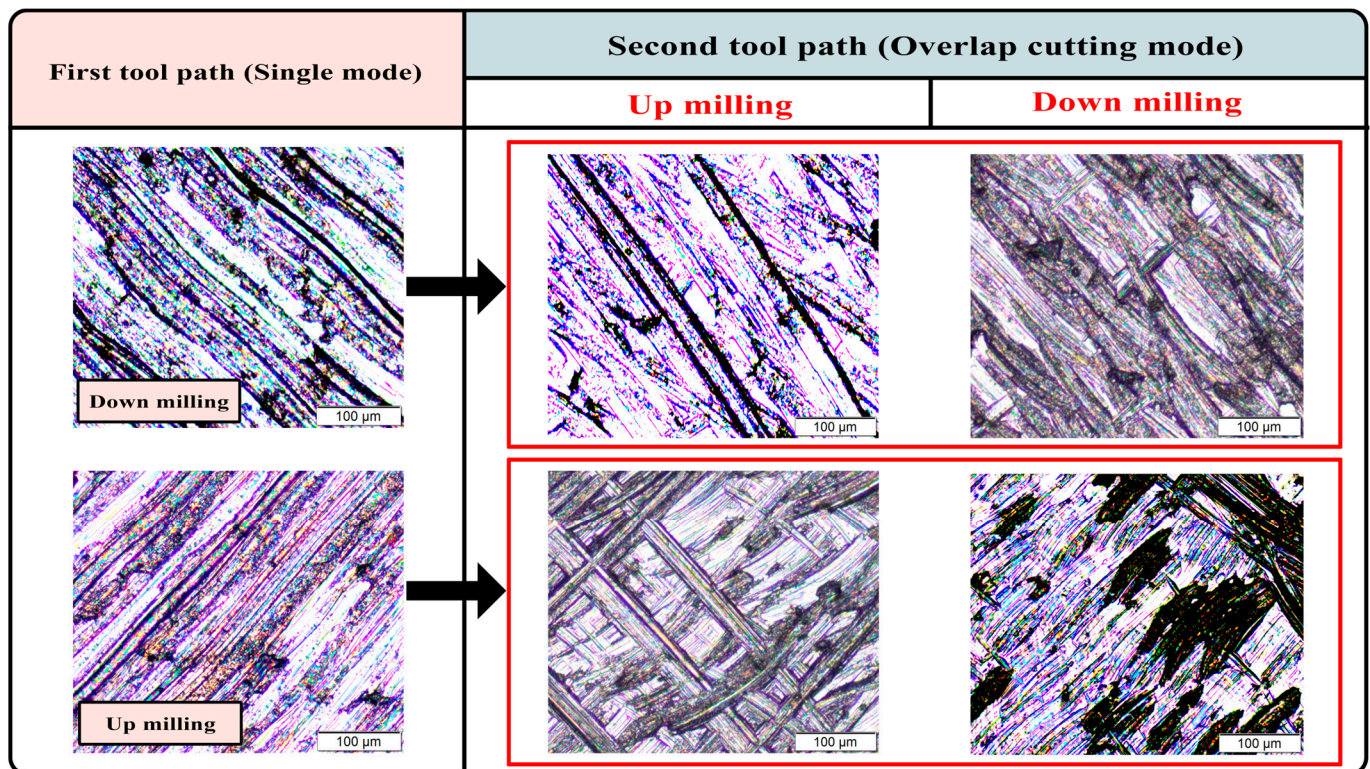 First tool path (Single mode)
Second tool path (Overlap cutting mode)
Up milling
Down milling
Down milling
100 µm
100 µm
100 µm
Up milling
100 µm
100 µm
100 µm